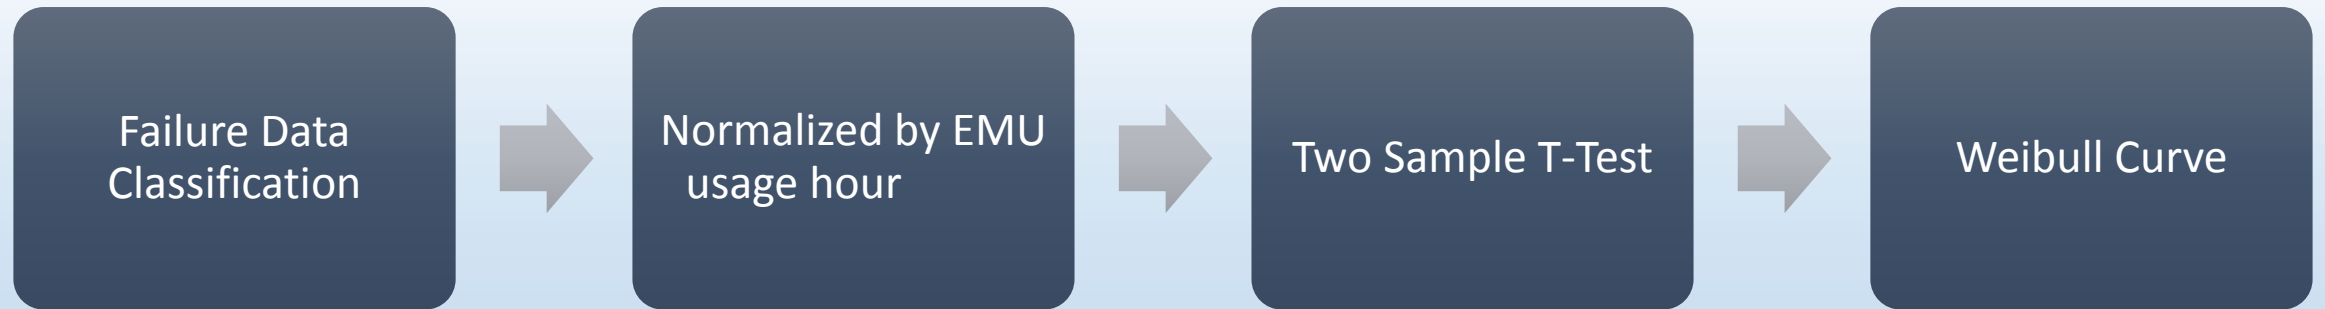 Failure Data
Classification
Normalized by EMU
usage hour
Two Sample T-Test
Weibull Curve